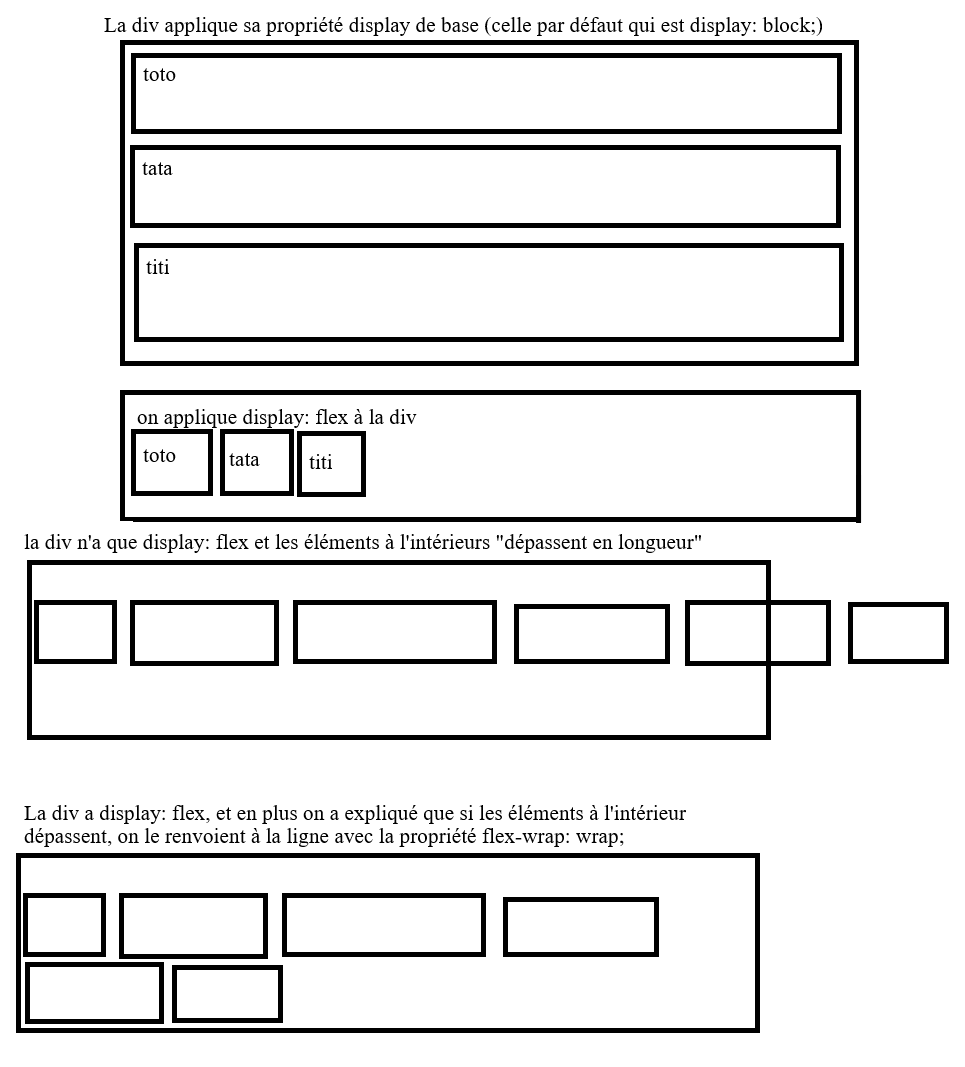 La div applique sa propriété display de base (celle par défaut qui est display: block;)
toto
tata
titi
on applique display: flex à la div
toto
tata
titi
la div n'a que display: flex et les éléments à l'intérieurs "dépassent en longueur"
La div a display: flex, et en plus on a expliqué que si les éléments à l'intérieur
dépassent, on le renvoient à la ligne avec la propriété flex-wrap: wrap;